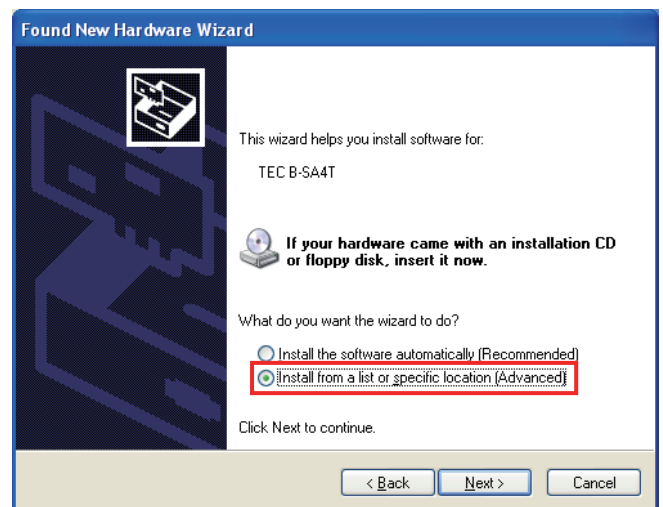 Found New Hardware Wizard
This wizard helps you install software for:
TEC B-SA4T
If your hardware came with an installation CD
or floppy disk, insert it now.
What do you want the wizard to do?
Install the software automatically (Recommended)
Install from a list or specific location (Advanced)
Click Next to continue.
< Back
Next >
Cancel